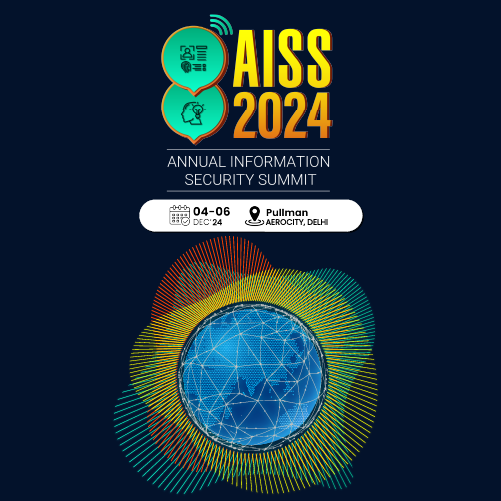 AISS
2024
ANNUAL INFORMATION
SECURITY SUMMIT
04-06
DEC'24
Pullman
AEROCITY, DELHI